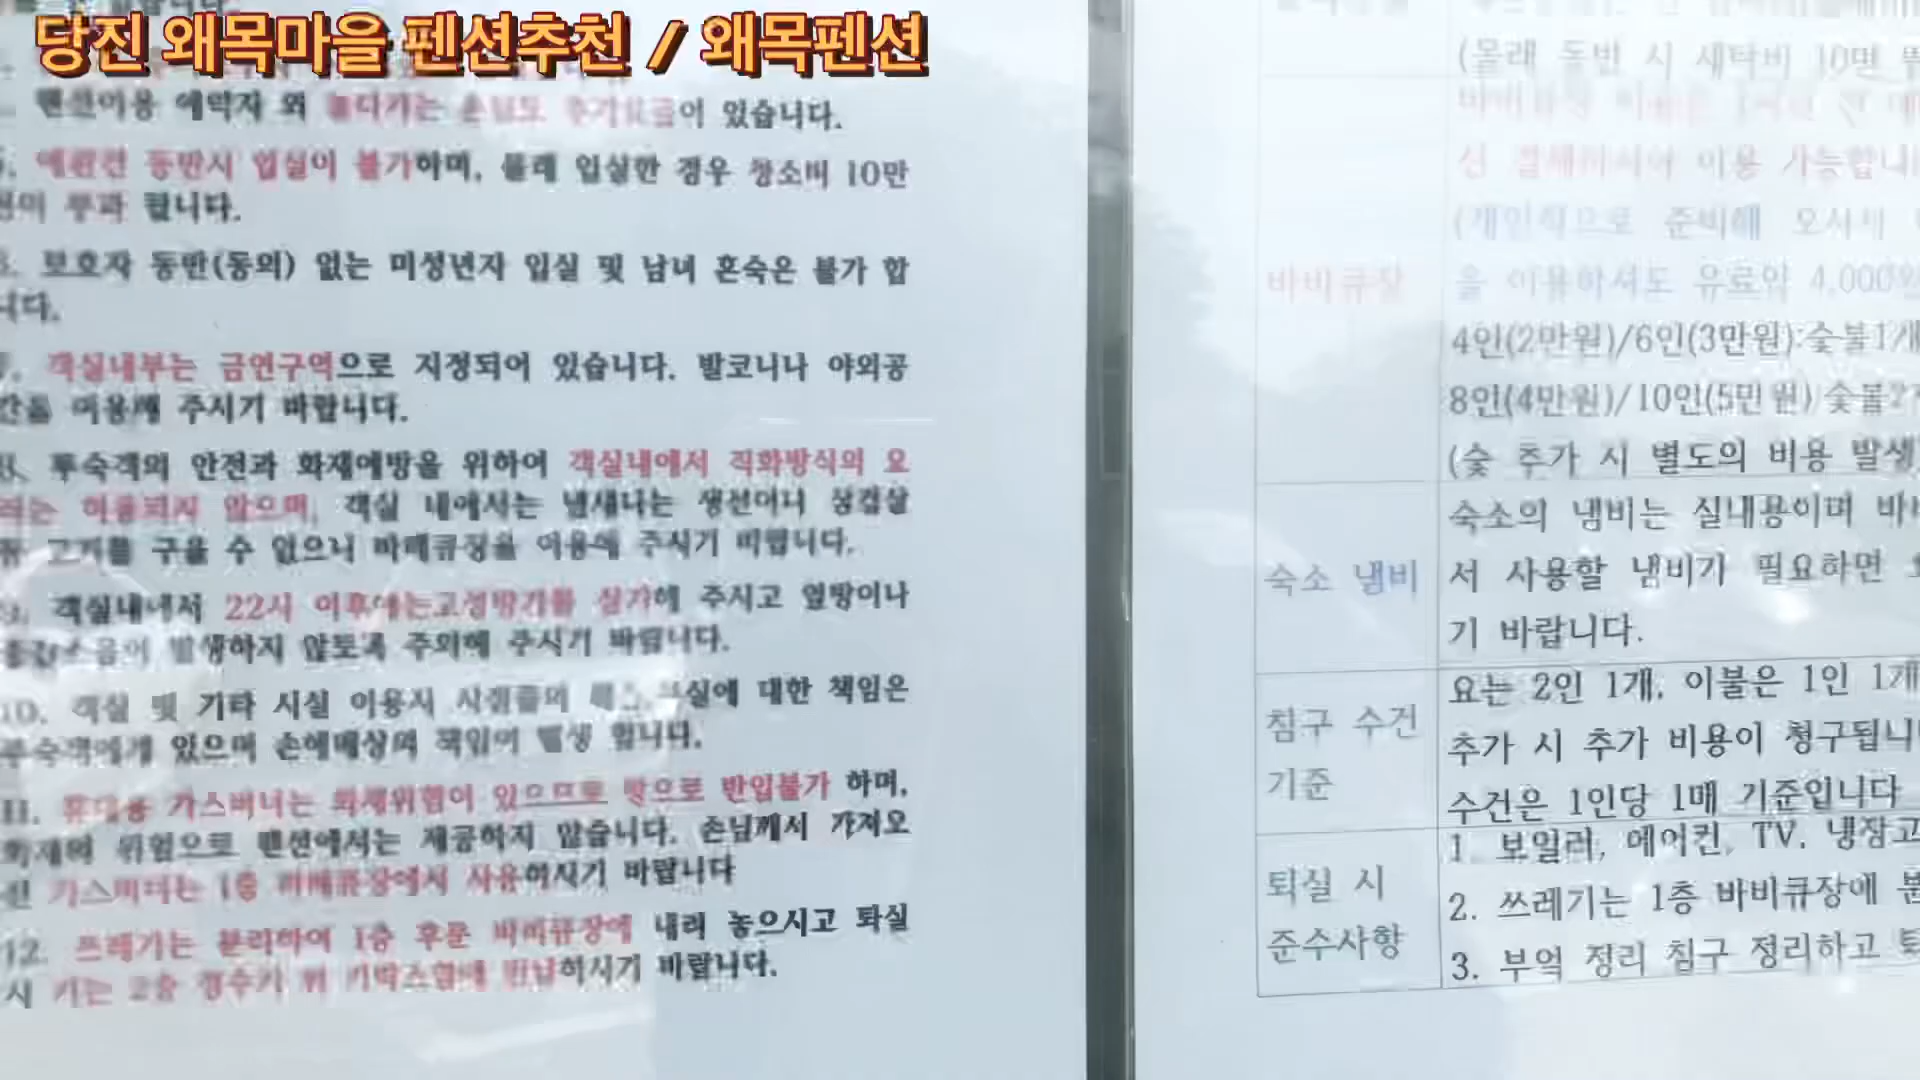 당진 왜목마을 펜션추천 / 왜목펜션
펜션이용 예약자 외 놀다가는 손님도 추가요금이 있습니다.
애완견 동반시 입실이 불가하며, 몰래 입실한 경우 청소비 10만
원이 부과 됩니다.
보호자 동반(동의) 없는 미성년자 입실 및 남녀 혼숙은 불가 합
니다.
객실내부는 금연구역으로 지정되어 있습니다. 발코니나 야외공
간을 이용해 주시기 바랍니다.
8. 투숙객의 안전과 화재예방을 위하여 객실내에서 직화방식의 요
리는 허용되지 않으며, 객실 내에서는 냄새나는 생선이나 삼겹살
고기를 구울 수 없으니 바베큐장을 이용해 주시기 바랍니다.
9. 객실내에서 22시 이후에는고성방가를 삼가해 주시고 옆방이나
층간소음이 발생하지 않토록 주의해 주시기 바랍니다.
10. 객실 및 기타 시설 이용시 시설물의 대한 책임은
투숙객에게 있으며 손해배상의 책임이 발생 합니다.
11. 휴대용 가스버너는 화재위험이 있으므로 방으로 반입불가 하며,
화재의 위험으로 펜션에서는 제공하지 않습니다. 손님께서 가져오
신 가스버너는 1층 바베큐장에서 사용하시기 바랍니다
12. 쓰레기는 분리하여 1층 후문 바비큐장에 내려 놓으시고 퇴실
시 키는 2층 정수기 위 키박스함에 반납하시기 바랍니다.
(몰래 동반 시 세탁비 10만
신 결제하셔야 이용 가능합니
(개인적으로 준비해 오셔서
바비큐장
을 이용하셔도 유료입 4,000원
4인(2만원)/6인(3만원):숯불1개
8인(4만원)/10인(5만원) 숯불2
(숯 추가 시 별도의 비용 발생
숙소 냄비
숙소의 냄비는 실내용이며 바
서 사용할 냄비가 필요하면
기 바랍니다.
침구 수건
기준
요는 2인 1개, 이불은 1인 1개
추가 시 추가 비용이 청구됩니
수건은 1인당 1매 기준입니다
퇴실 시
준수사항
1. 보일러, 에어컨, TV, 냉장고
2. 쓰레기는 1층 바비큐장에 분
3. 부엌 정리 침구 정리하고 퇴